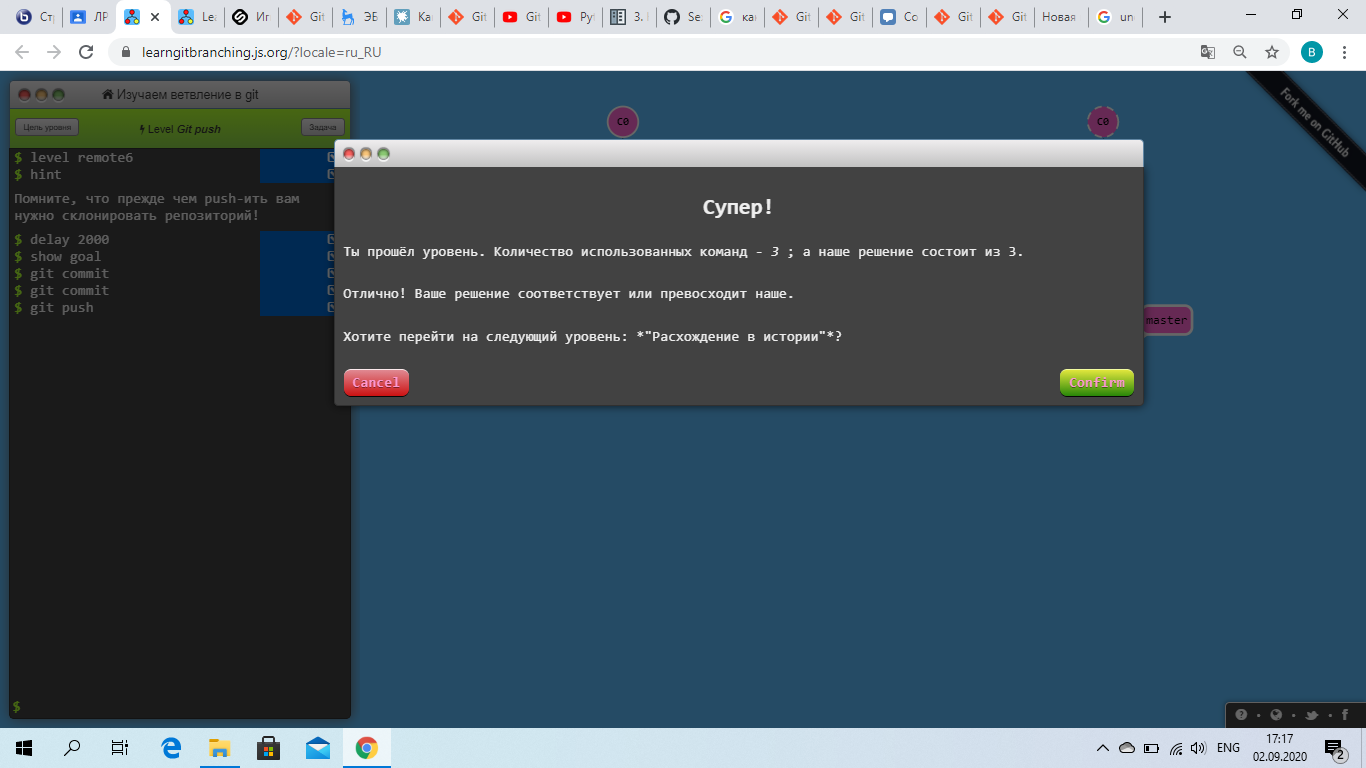 Ст
ЛР
Le
Иг
Git
ЭВ
Ка
Git
Git
Ру
3.
Se
Git
Git
Со
Git
Git
Новая
un
learngitbranching.js.org/?locale=ru_RU
B
Изучаем ветвление в git
Цель уровня
Level Git push
Задача
$ level remote6
$ hint
Помните, что прежде чем push-ить вам
нужно склонировать репозиторий!
$ delay 2000
$ show goal
$ git commit
$ git commit
$ git push
$
C0
C0
Fork me on GitHub
Супер!
Ты прошёл уровень. Количество использованных команд - 3 ; а наше решение состоит из 3.
Отлично! Ваше решение соответствует или превосходит наше.
Хотите перейти на следующий уровень: *"Расхождение в истории"*?
Cancel
Confirm
master
ENG
17:17
02.09.2020
2